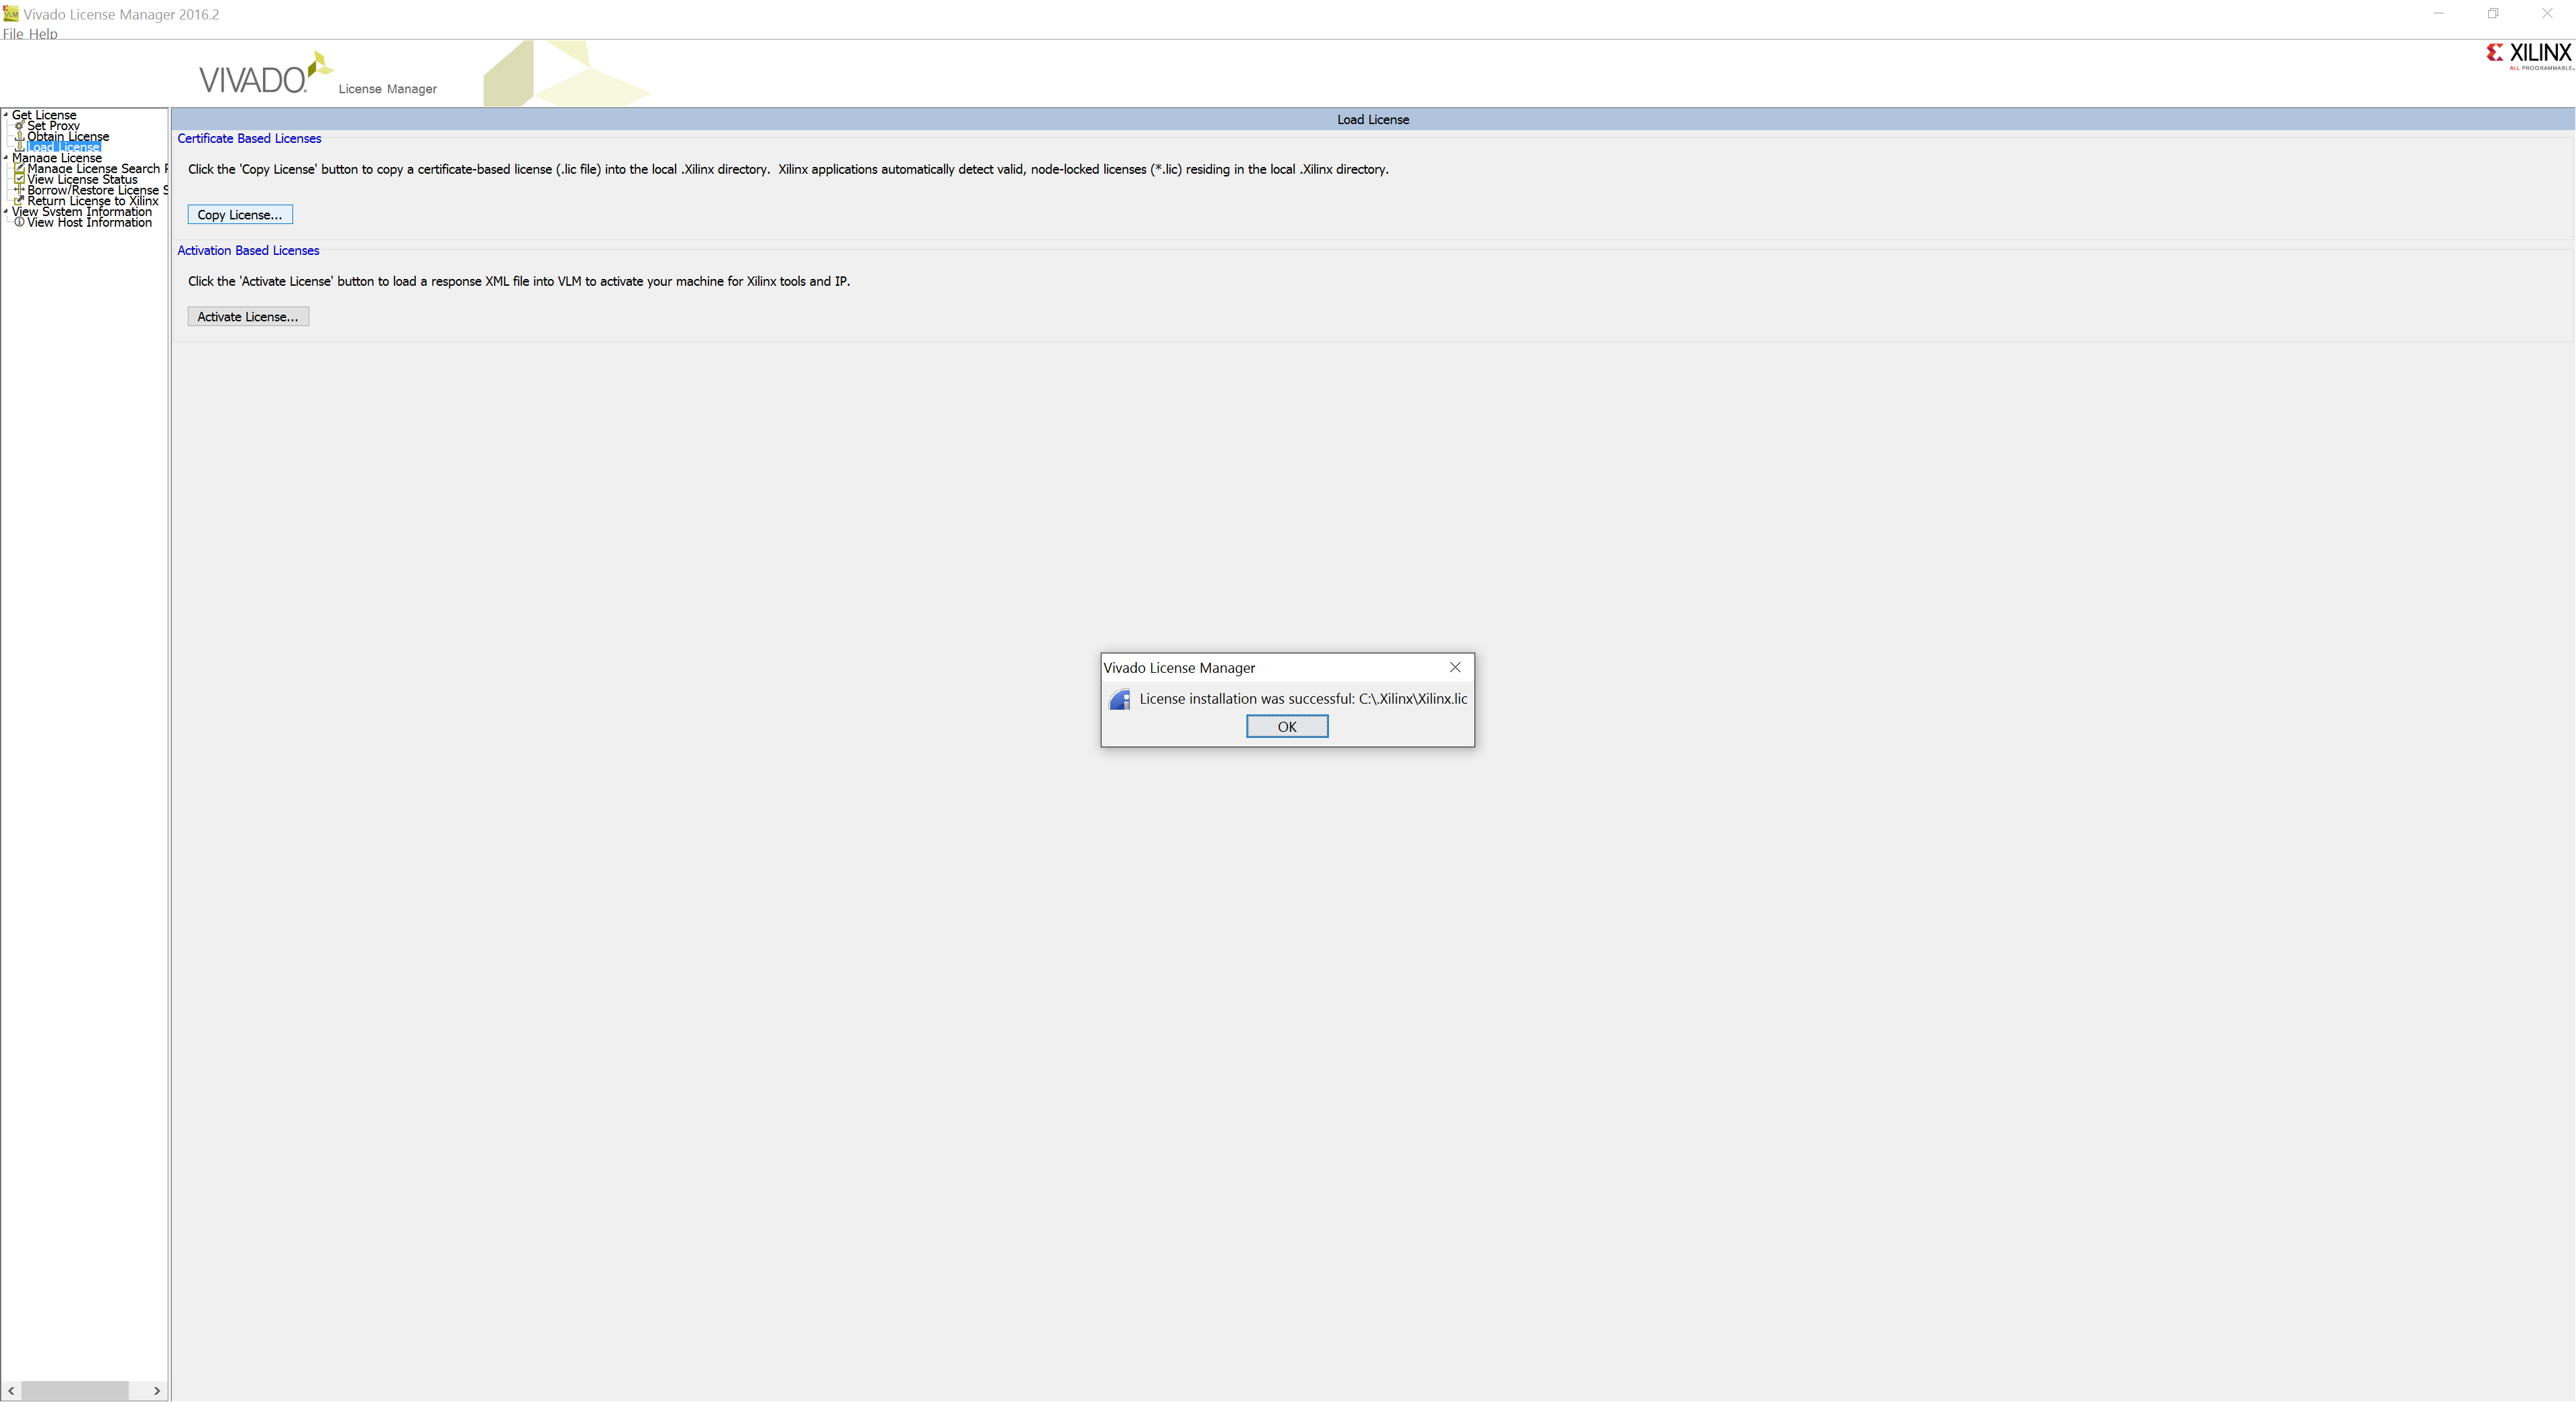 Vivado License Manager 2016.2
File Help
VIVADO. License Manager
XILINX
ALL PROGRAMMABLE.
Get License
Set Proxy
Obtain License
Load License
Manage License
Manage License Search
View License Status
Borrow/Restore License S
Return License to Xilinx
View System Information
View Host Information
Load License
Certificate Based Licenses
Click the 'Copy License' button to copy a certificate-based license (.lic file) into the local .Xilinx directory.  Xilinx applications automatically detect valid, node-locked licenses (*.lic) residing in the local .Xilinx directory.
Copy License...
Activation Based Licenses
Click the 'Activate License' button to load a response XML file into VLM to activate your machine for Xilinx tools and IP.
Activate License...
Vivado License Manager
License installation was successful: C:\.Xilinx\Xilinx.lic
OK